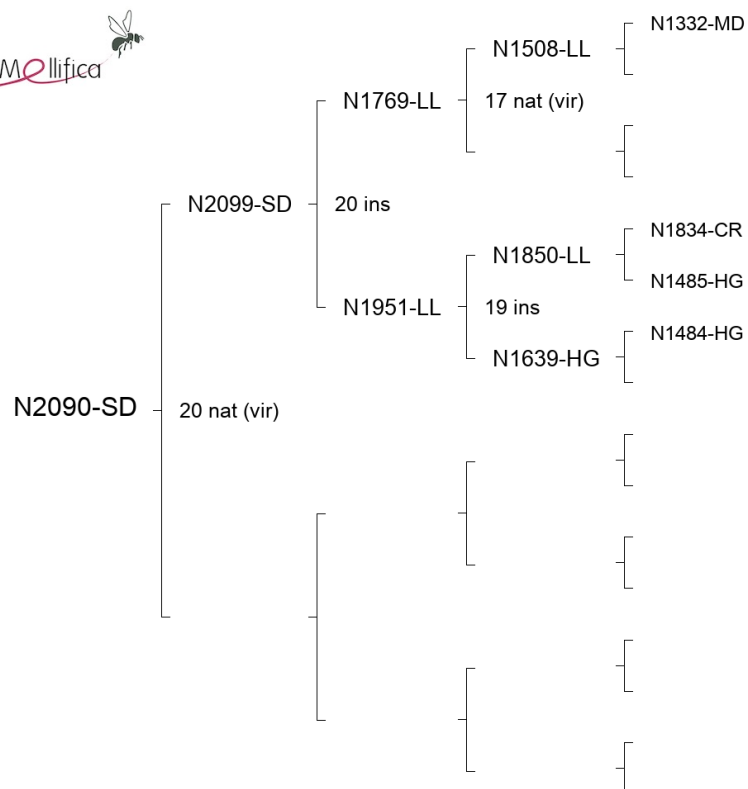 Mellifica
N1332-MD
N1508-LL
N1769-LL
17 nat (vir)
N2099-SD
20 ins
N1834-CR
N1850-LL
N1485-HG
N1951-LL
19 ins
N1484-HG
N1639-HG
N2090-SD
20 nat (vir)